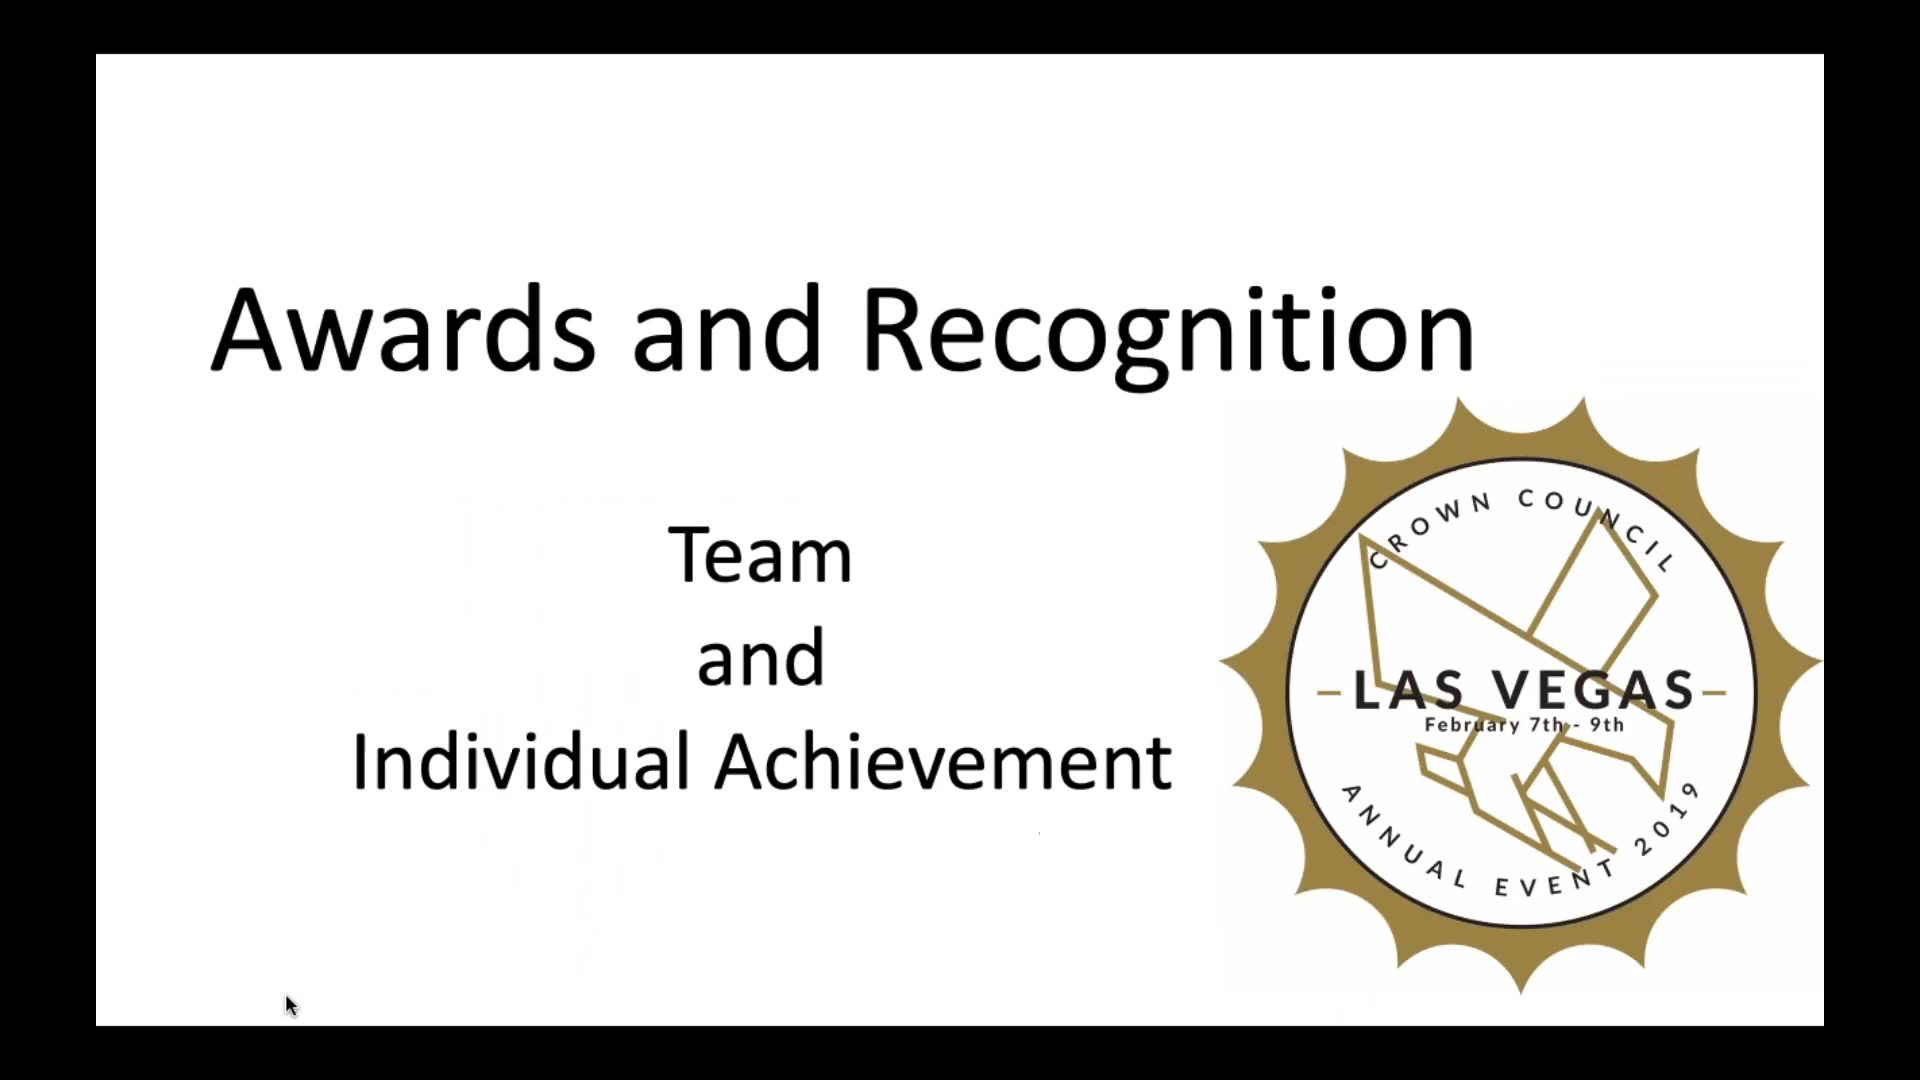 Awards and Recognition
Team
and
Individual Achievement
CROWN COUNCIL
LAS VEGAS
February 7th - 9th
ANNUAL EVENT 2019